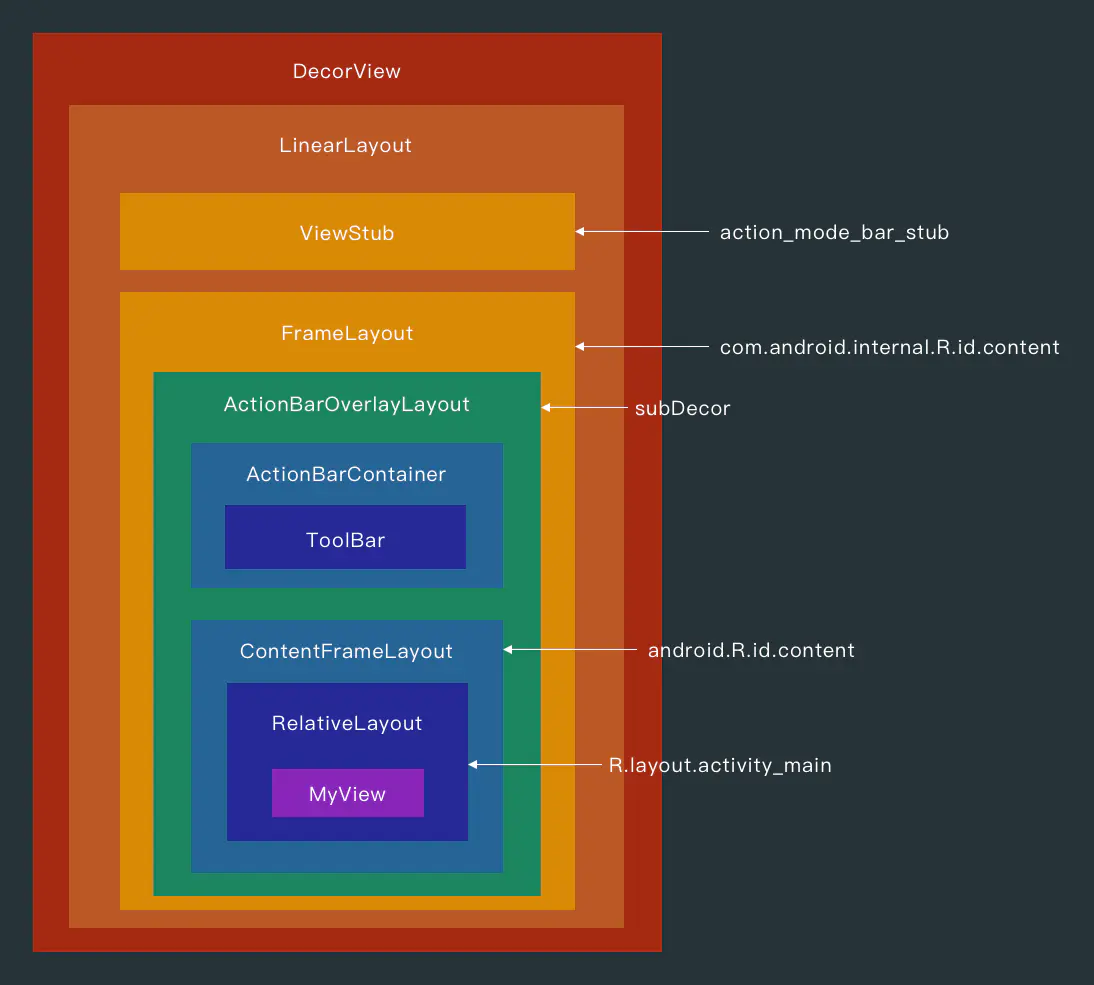 DecorView
LinearLayout
ViewStub
action_mode_bar_stub
FrameLayout
com.android.internal.R.id.content
ActionBarOverlayLayout
subDecor
ActionBarContainer
ToolBar
ContentFrameLayout
android.R.id.content
RelativeLayout
R.layout.activity_main
MyView